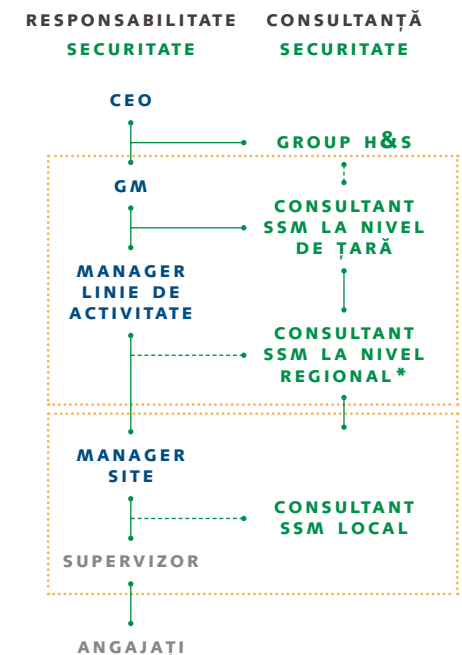 RESPONSABILITATE
SECURITATE
CONSULTANȚĂ
SECURITATE
CEO
GROUP H&S
GM
CONSULTANT
SSM LA NIVEL
DE ȚARĂ
MANAGER
LINIE DE
ACTIVITATE
CONSULTANT
SSM LA NIVEL
REGIONAL*
MANAGER
SITE
CONSULTANT
SSM LOCAL
SUPERVIZOR
ANGAJAȚI